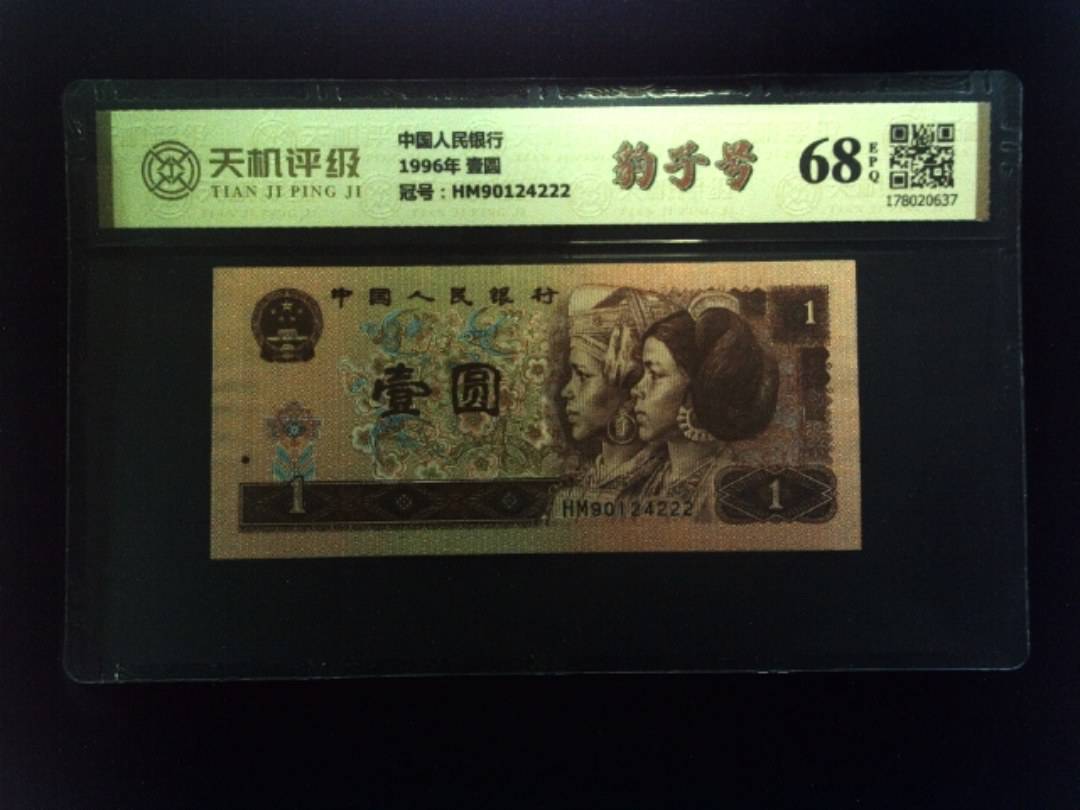 天机评级
TIAN JI PING JI
中国人民银行
1996年 壹圆
冠号：HM90124222
豹子号
68
EPQ
178020637
中国人民银行
1
壹圆
1
HM90124222
1